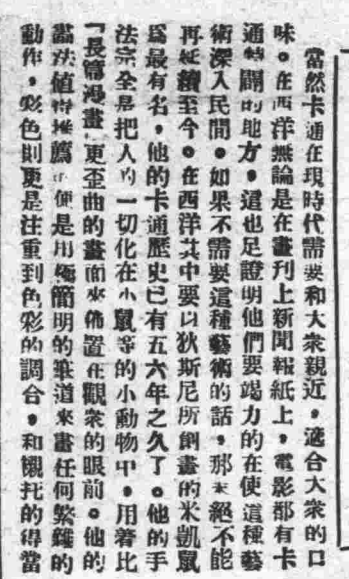 當然卡通在現時代需要和大衆親近，適合大衆的口
味。在西洋無論是在畫刊上新聞報紙上，電影都有卡
通特闢的地方。這也足證明他們要竭力的在使這種藝
術深入民間。如果不需要這種藝術的話，那末絕不能
再延續至今。在西洋其中要以狄斯尼所創畫的米凱鼠
爲最有名，他的卡通歷史已有五六年之久了。他的手
法完全是把人的一切化在小鼠等的小動物中，用着比
「長篇漫畫」更歪曲的畫面來佈置在觀衆的眼前。他的
畫法值得推薦的便是用極簡明的筆道來畫任何繁難的
動作，彩色則更是注重到色彩的調合，和襯托的得當